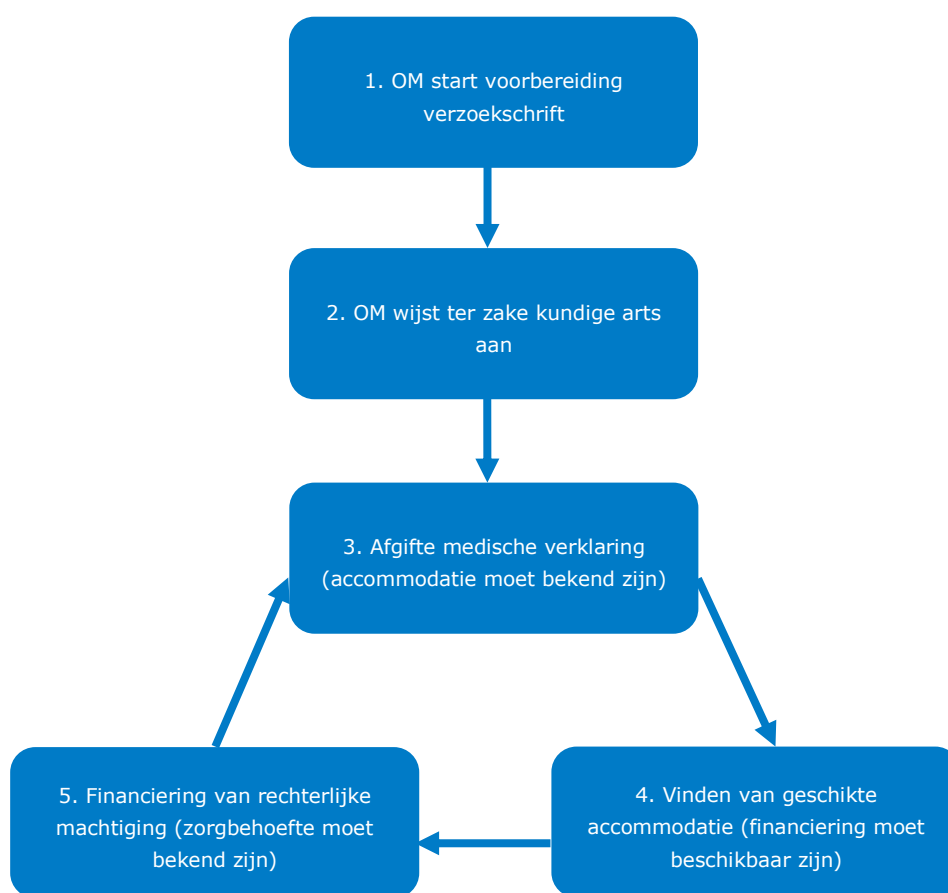 1. OM start voorbereiding
verzoekschrift
2. OM wijst ter zake kundige arts
aan
3. Afgifte medische verklaring
(accommodatie moet bekend zijn)
5. Financiering van rechterlijke
machtiging (zorgbehoefte moet
bekend zijn)
4. Vinden van geschikte
accommodatie (financiering moet
beschikbaar zijn)